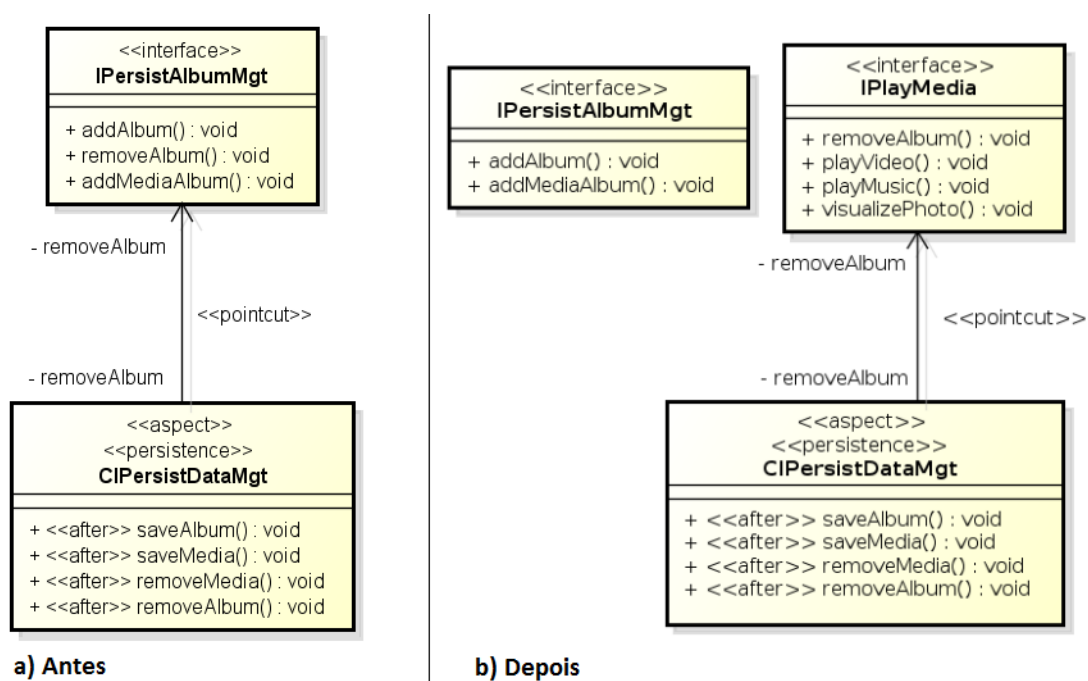 <<interface>>
IPersistAlbumMgt
+ addAlbum() : void
+ removeAlbum() : void
+ addMediaAlbum() : void
- removeAlbum
<<pointcut>>
- removeAlbum
<<aspect>>
<<persistence>>
CIPersistDataMgt
+ <<after>> saveAlbum() : void
+ <<after>> saveMedia() : void
+ <<after>> removeMedia() : void
+ <<after>> removeAlbum() : void
a) Antes
<<interface>>
IPersistAlbumMgt
+ addAlbum() : void
+ addMediaAlbum() : void
<<interface>>
IPlayMedia
+ removeAlbum() : void
+ playVideo() : void
+ playMusic() : void
+ visualizePhoto() : void
- removeAlbum
<<pointcut>>
- removeAlbum
<<aspect>>
<<persistence>>
CIPersistDataMgt
+ <<after>> saveAlbum() : void
+ <<after>> saveMedia() : void
+ <<after>> removeMedia() : void
+ <<after>> removeAlbum() : void
b) Depois